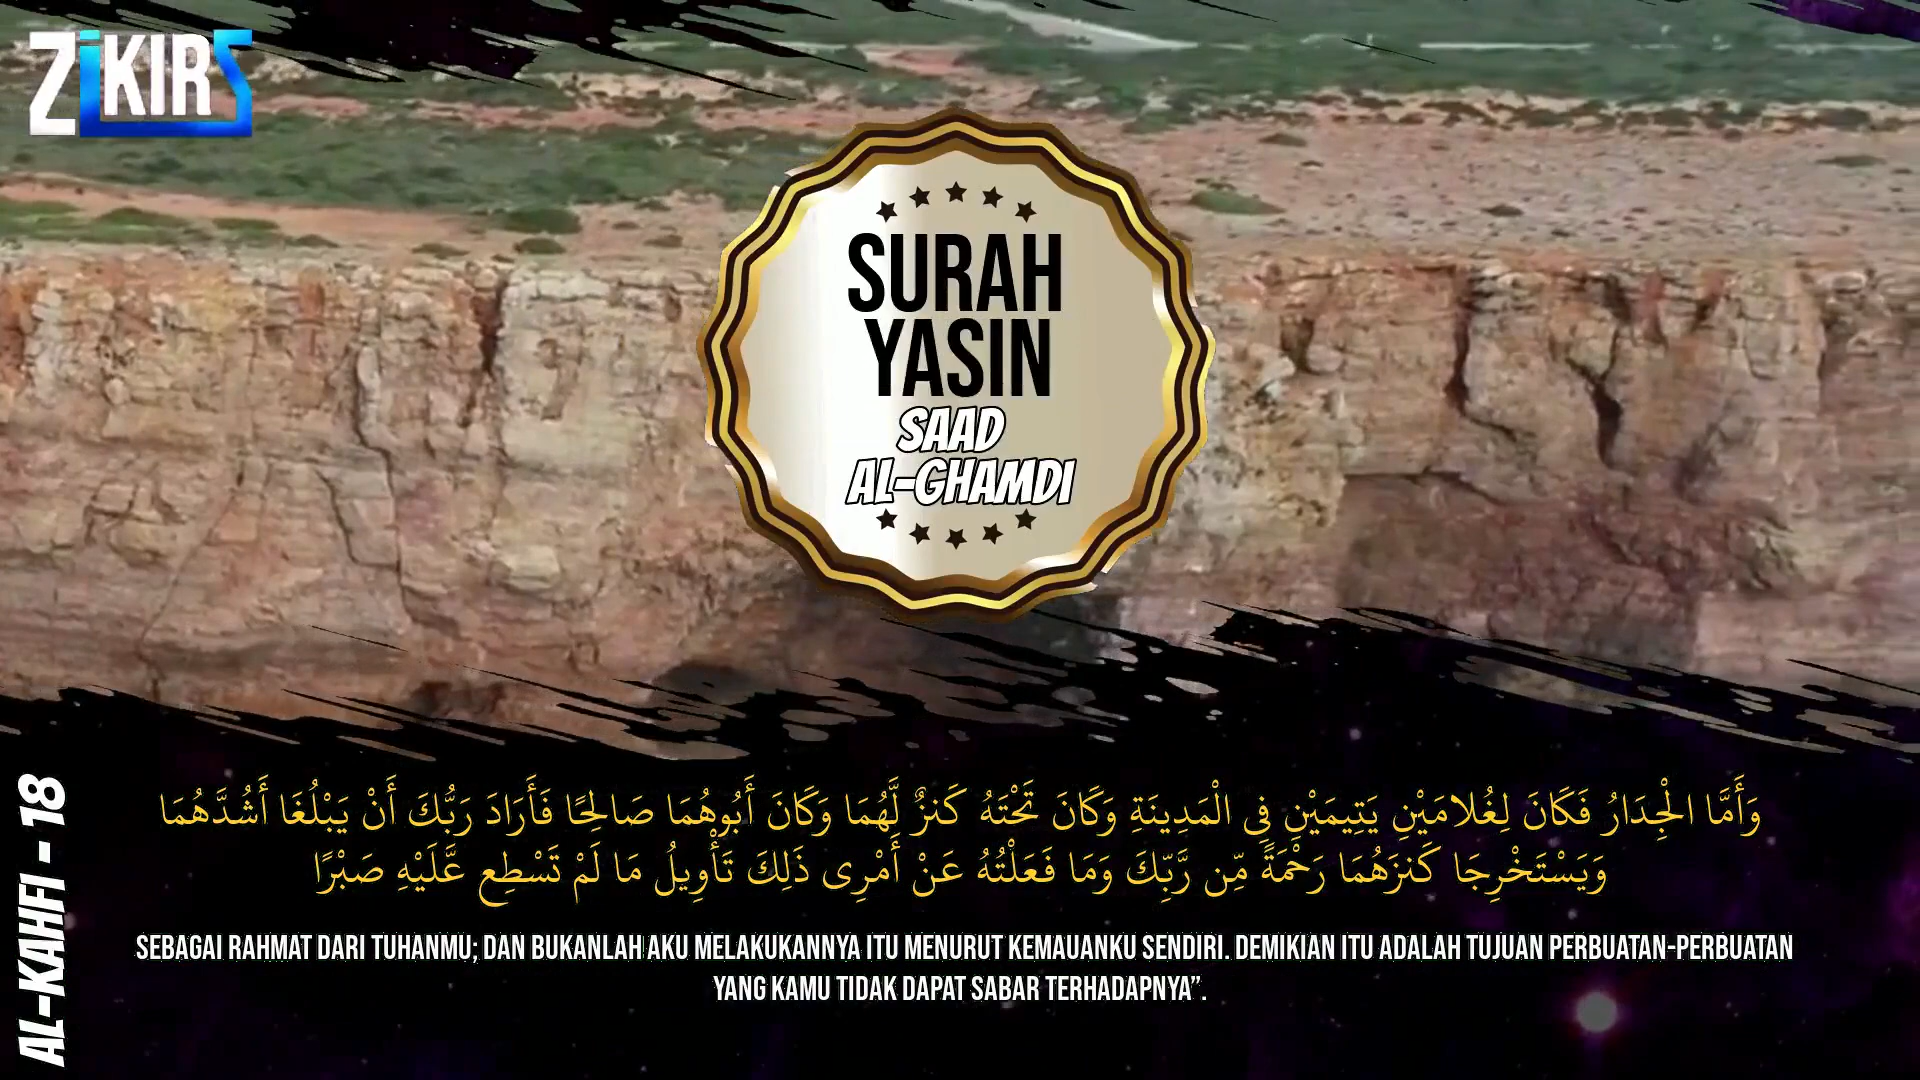 ZiKIRS
SURAH
YASIN
SAAD
AL-GHAMDI
AL-KAHFI - 18
وَأَمَّا الْجِدَارُ فَكَانَ لِغُلامَيْنِ يَتِيمَيْنِ فِي الْمَدِينَةِ وَكَانَ تَحْتَهُ كَنزٌ لَّهُمَا وَكَانَ أَبُوهُمَا صَالِحًا فَأَرَادَ رَبُّكَ أَنْ يَبْلُغَا أَشُدَّهُمَا
وَيَسْتَخْرِجَا كَنزَهُمَا رَحْمَةً مِّن رَّبِّكَ وَمَا فَعَلْتُهُ عَنْ أَمْرِى ذَلِكَ تَأْوِيلُ مَا لَمْ تَسْطِع عَّلَيْهِ صَبْرًا
SEBAGAI RAHMAT DARI TUHANMU; DAN BUKANLAH AKU MELAKUKANNYA ITU MENURUT KEMAUANKU SENDIRI. DEMIKIAN ITU ADALAH TUJUAN PERBUATAN-PERBUATAN
YANG KAMU TIDAK DAPAT SABAR TERHADAPNYA”.